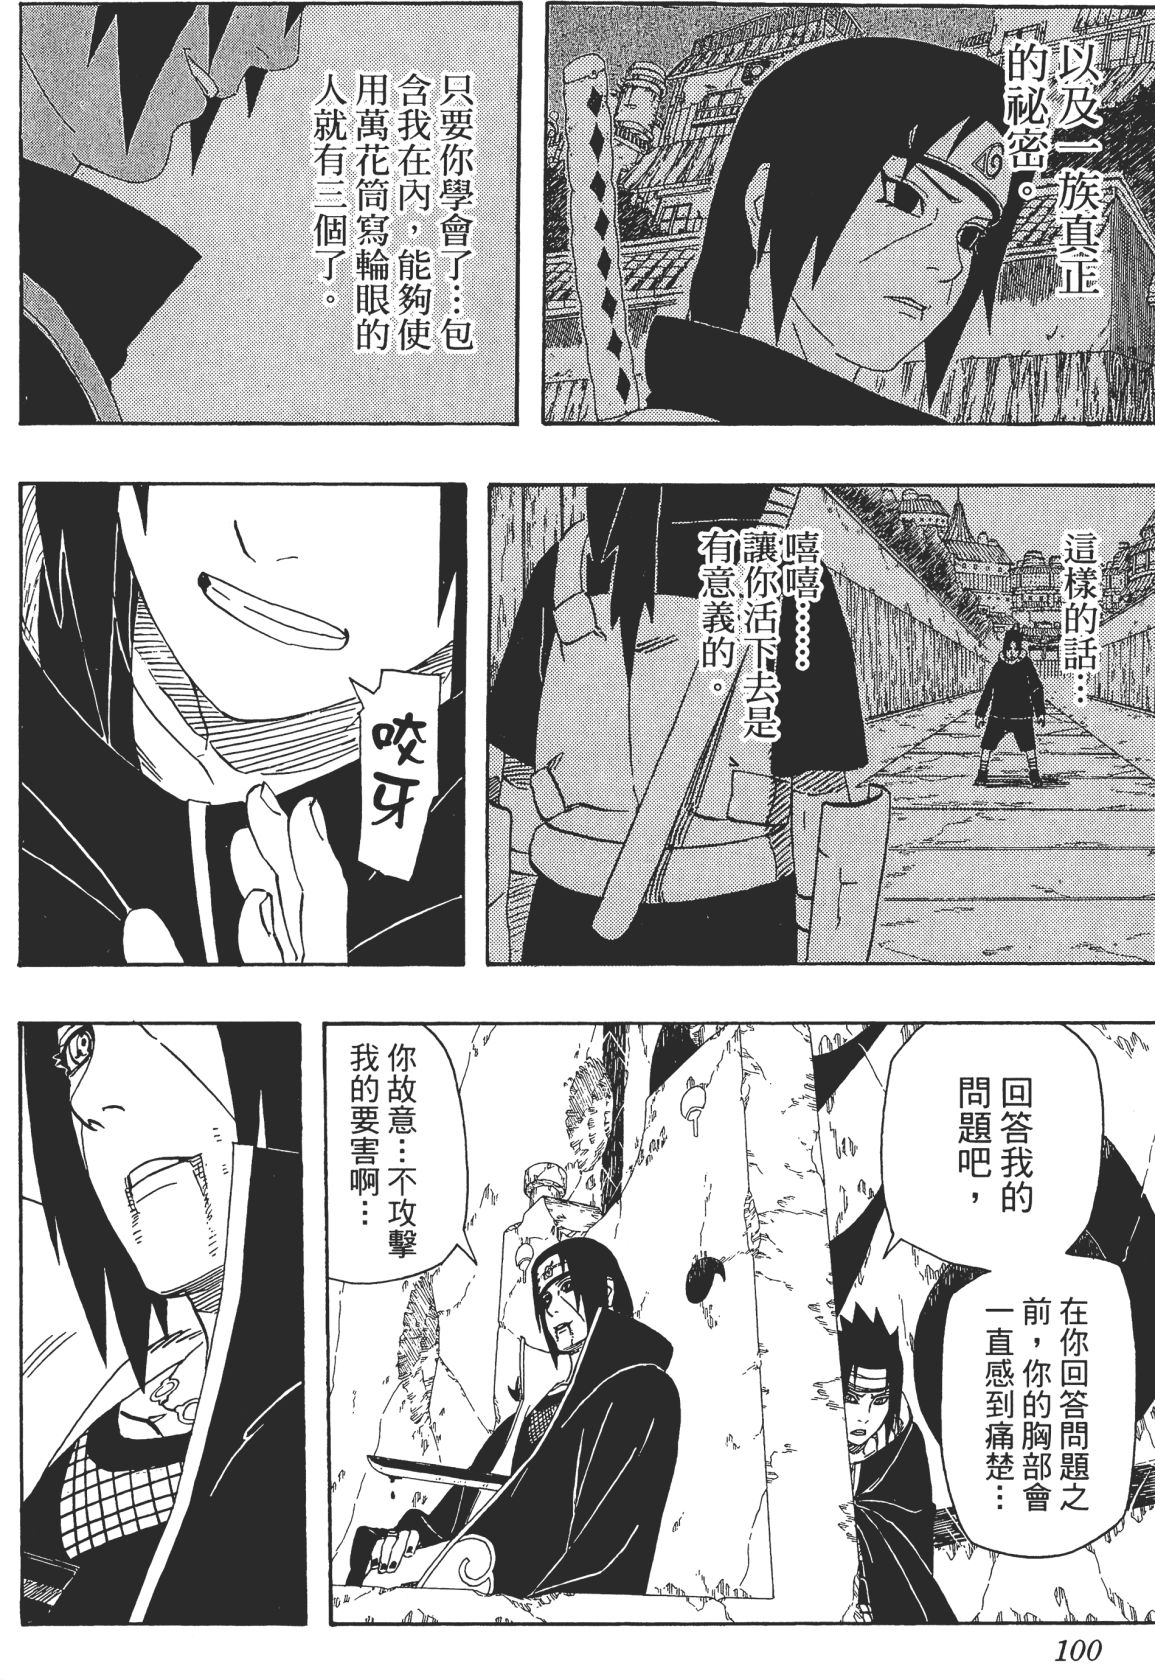 以及一族真正
的祕密。
只要你學會了…包
含我在內，能夠使
用萬花筒寫輪眼的
人就有三個了。
這樣的話…
嘻嘻……
讓你活下去是
有意義的。
咬牙
回答我的
問題吧，
在你回答問題之
前，你的胸部會
一直感到痛楚…
你故意…不攻擊
我的要害啊…
100